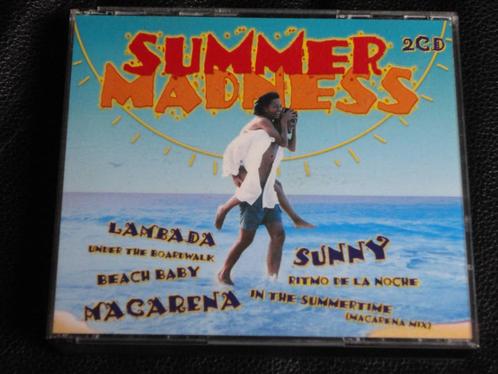 SUMMER
2CD
MADNESS
LAMBADA
UNDER THE BOARDWALK
BEACH BABY
MACARENA
SUNNY
RITMO DE LA NOCHE
IN THE SUMMERTIME
(MACARENA MIX)